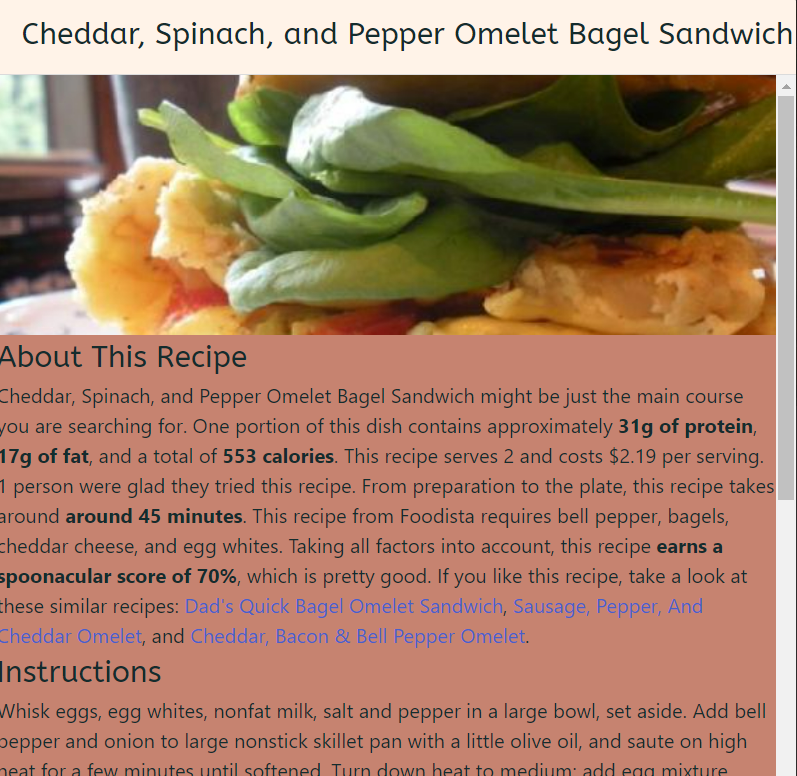 Cheddar, Spinach, and Pepper Omelet Bagel Sandwich
About This Recipe
Cheddar, Spinach, and Pepper Omelet Bagel Sandwich might be just the main course
you are searching for. One portion of this dish contains approximately 31g of protein,
17g of fat, and a total of 553 calories. This recipe serves 2 and costs $2.19 per serving.
1 person were glad they tried this recipe. From preparation to the plate, this recipe takes
around around 45 minutes. This recipe from Foodista requires bell pepper, bagels,
cheddar cheese, and egg whites. Taking all factors into account, this recipe earns a
spoonacular score of 70%, which is pretty good. If you like this recipe, take a look at
these similar recipes: Dad's Quick Bagel Omelet Sandwich, Sausage, Pepper, And
Cheddar Omelet, and Cheddar, Bacon & Bell Pepper Omelet.
Instructions
Whisk eggs, egg whites, nonfat milk, salt and pepper in a large bowl, set aside. Add bell
pepper and onion to large nonstick skillet pan with a little olive oil, and saute on high
heat for a few minutes until softened. Turn down heat to medium; add egg mixture